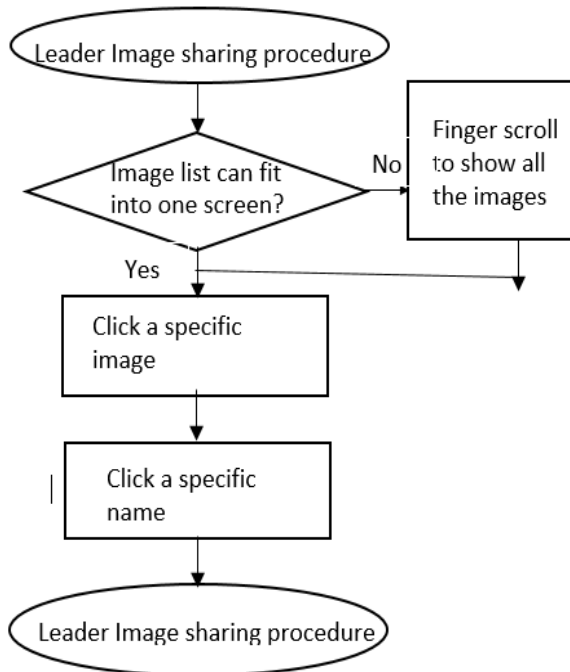 Leader Image sharing procedure
Image list can fit
into one screen?
No
Finger scroll
to show all
the images
Yes
Click a specific
image
Click a specific
name
Leader Image sharing procedure